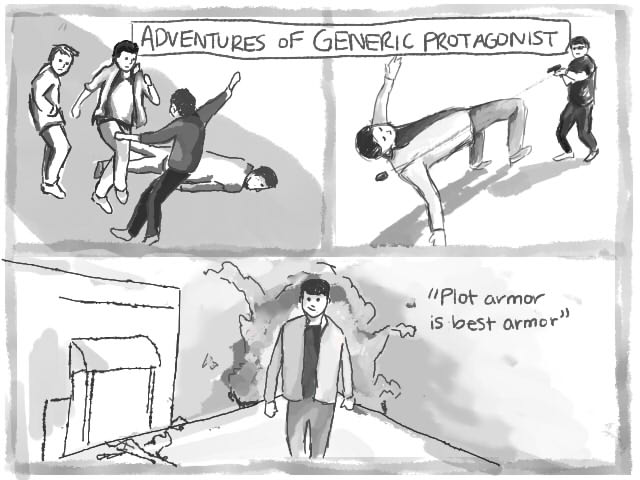 ADVENTURES OF GENERIC PROTAGONIST
"Plot armor
is best armor"